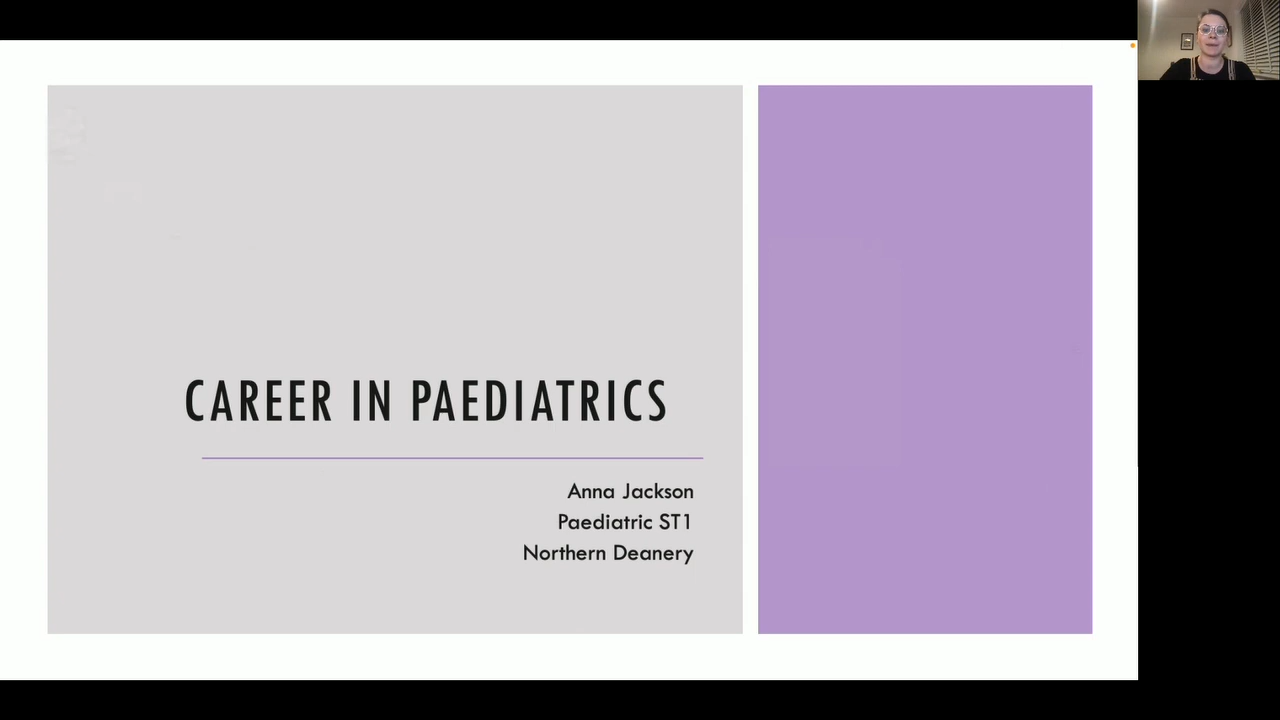 CAREER IN PAEDIATRICS
Anna Jackson
Paediatric ST1
Northern Deanery